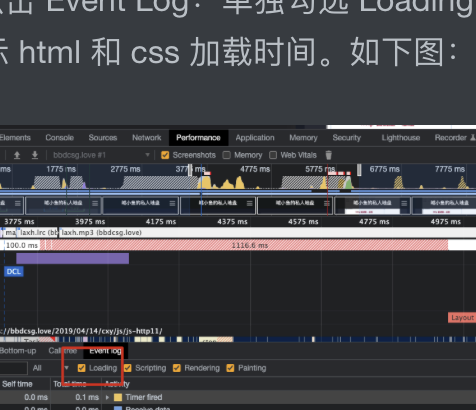 击 Event Log：单独勾选 Loading
示 html 和 css 加载时间。如下图：
Elements Console Sources Network Performance Application Memory Security Lighthouse Recorder
bbdcsg.love #1 Screenshots Memory Web Vitals
ms 1775 ms 2775 ms 377 ms 4775 ms 5775 ms 6775 ms 7775 ms
3775 ms 3975 ms 4175 ms 4375 ms 4575 ms 4775 ms 4975 ms
ma laxh.lrc (bb laxh.mp3 (bbdcsg.love)
100.0 ms 1116.6 ms
DCL
Layout
://bbdcsg.love/2019/04/14/cxy/js/js-http11/
Bottom-up Call tree Event log
All Loading Scripting Rendering Painting
Self time Total time Activity
0.0 ms 0.1 ms Timer fired
0.0 ms 0.0 ms Receive data